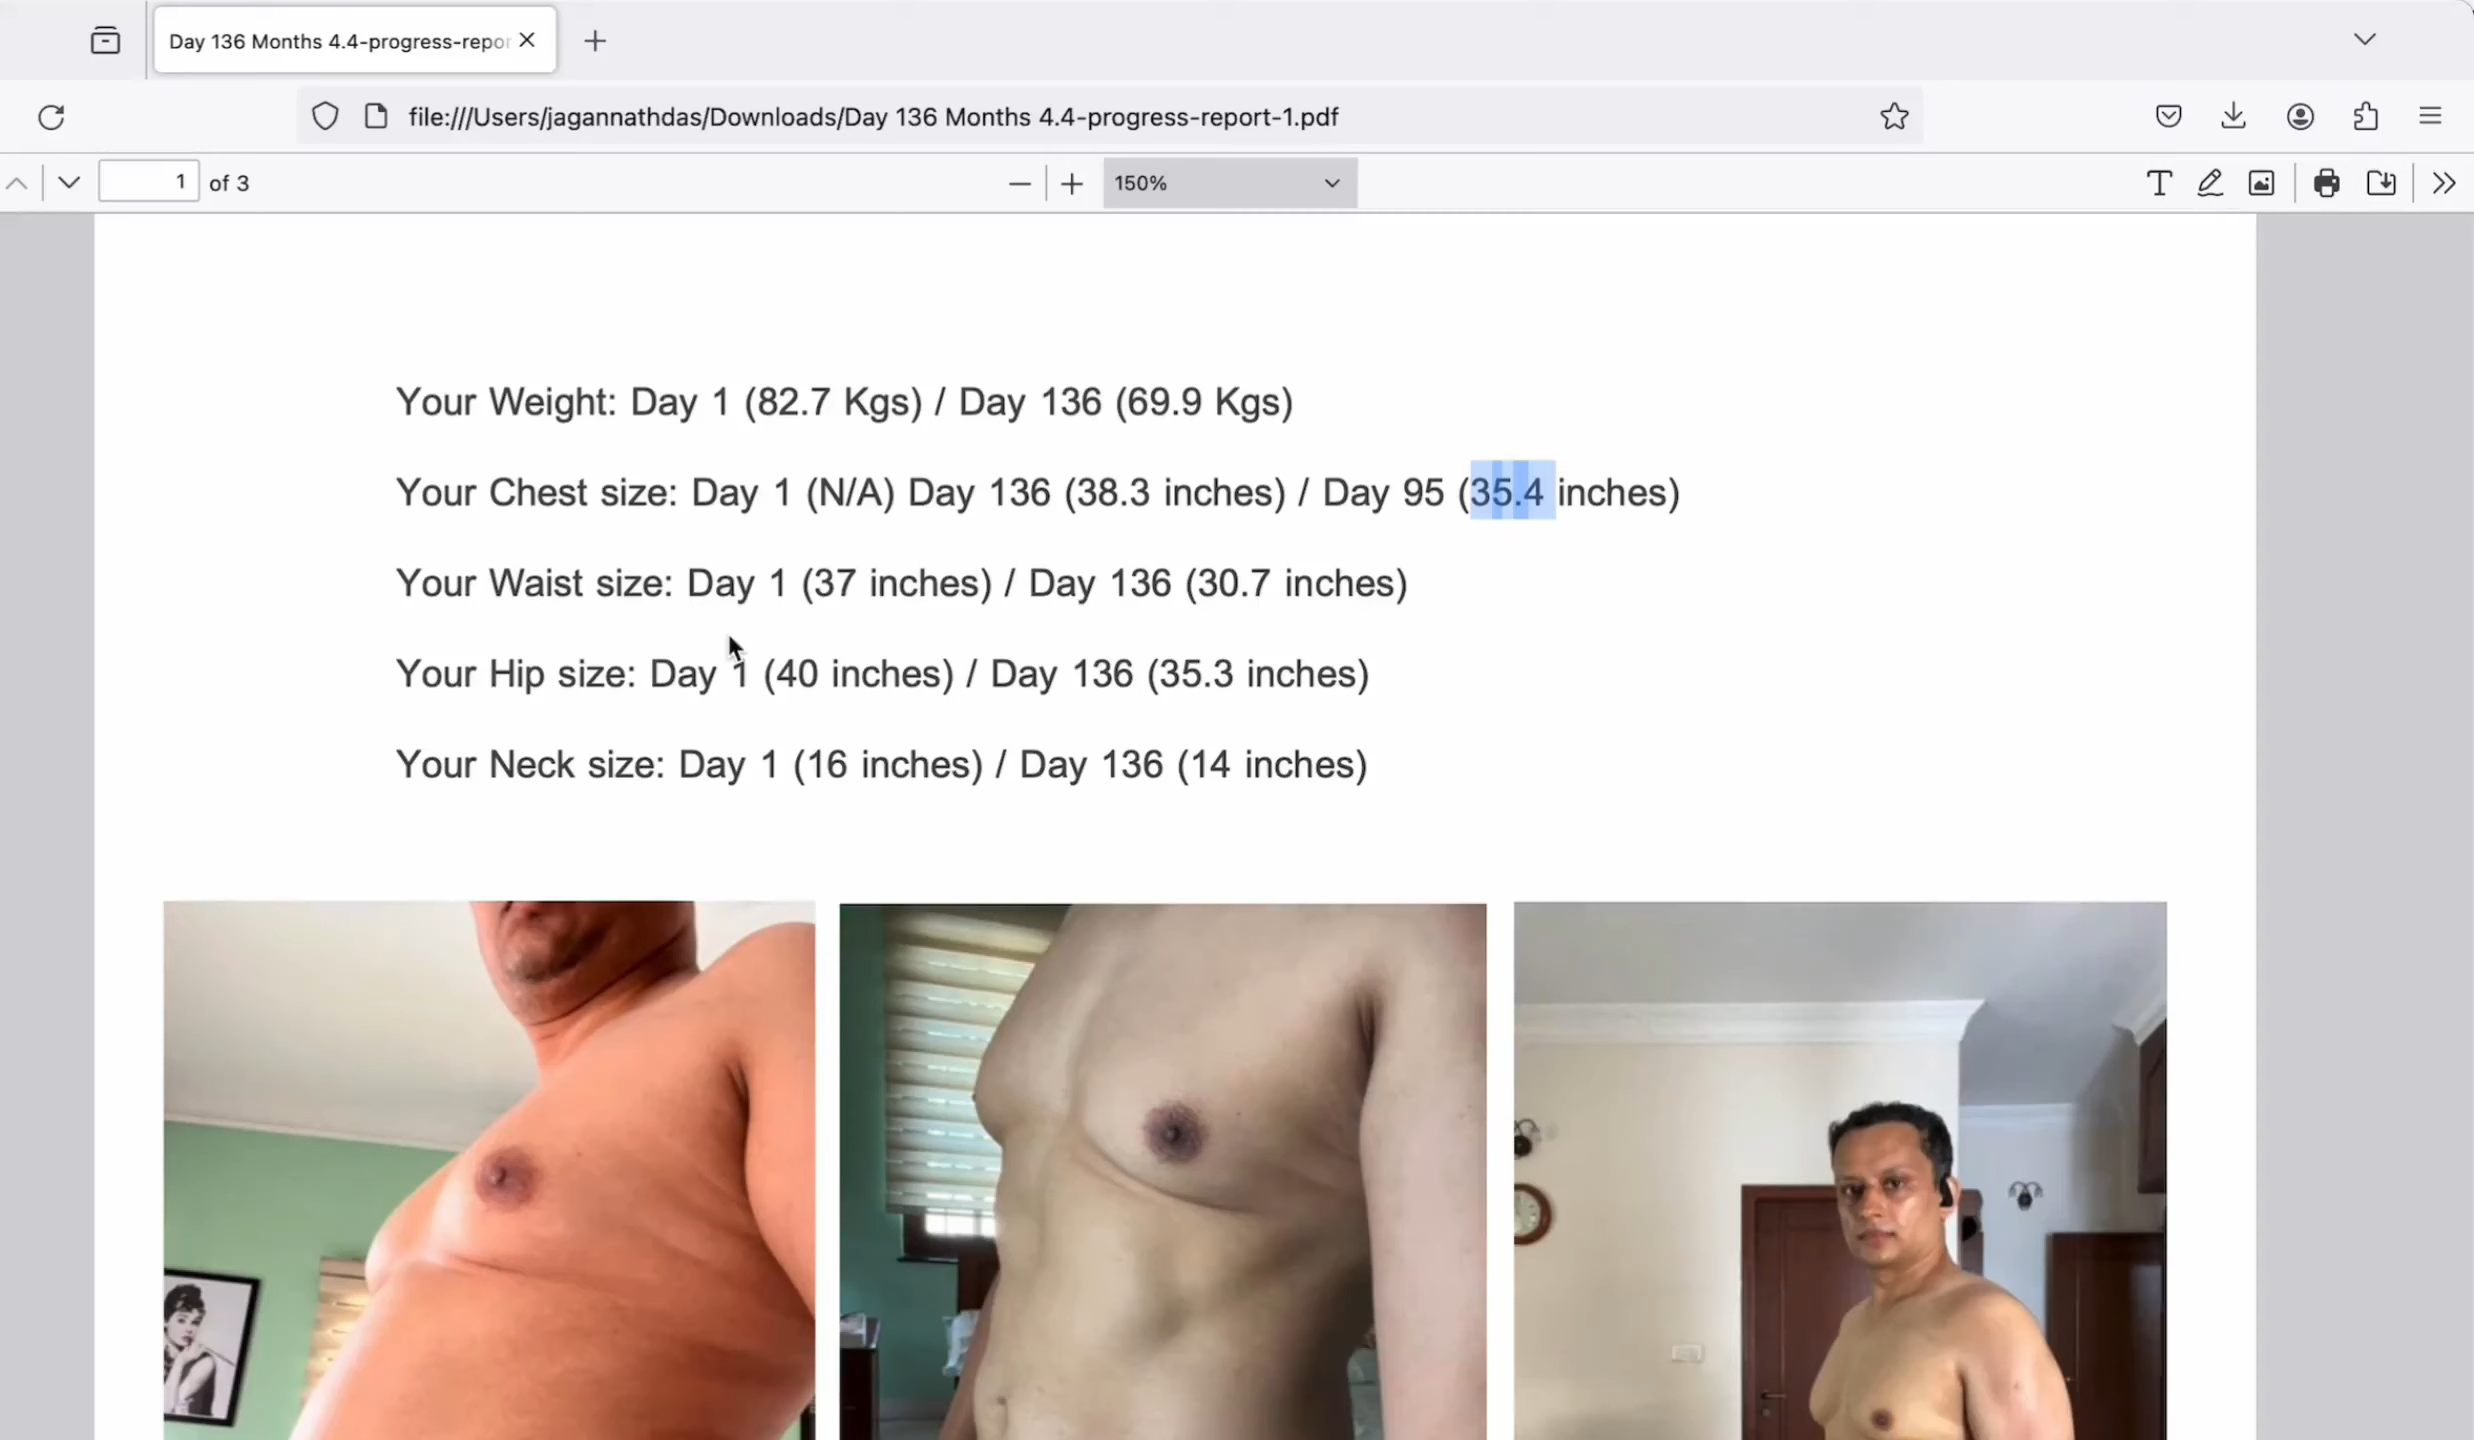 Day 136 Months 4.4-progress-repor
file:///Users/jagannathdas/Downloads/Day 136 Months 4.4-progress-report-1.pdf
1 of 3
150%
Your Weight: Day 1 (82.7 Kgs) / Day 136 (69.9 Kgs)
Your Chest size: Day 1 (N/A) Day 136 (38.3 inches) / Day 95 (35.4 inches)
Your Waist size: Day 1 (37 inches) / Day 136 (30.7 inches)
Your Hip size: Day 1 (40 inches) / Day 136 (35.3 inches)
Your Neck size: Day 1 (16 inches) / Day 136 (14 inches)